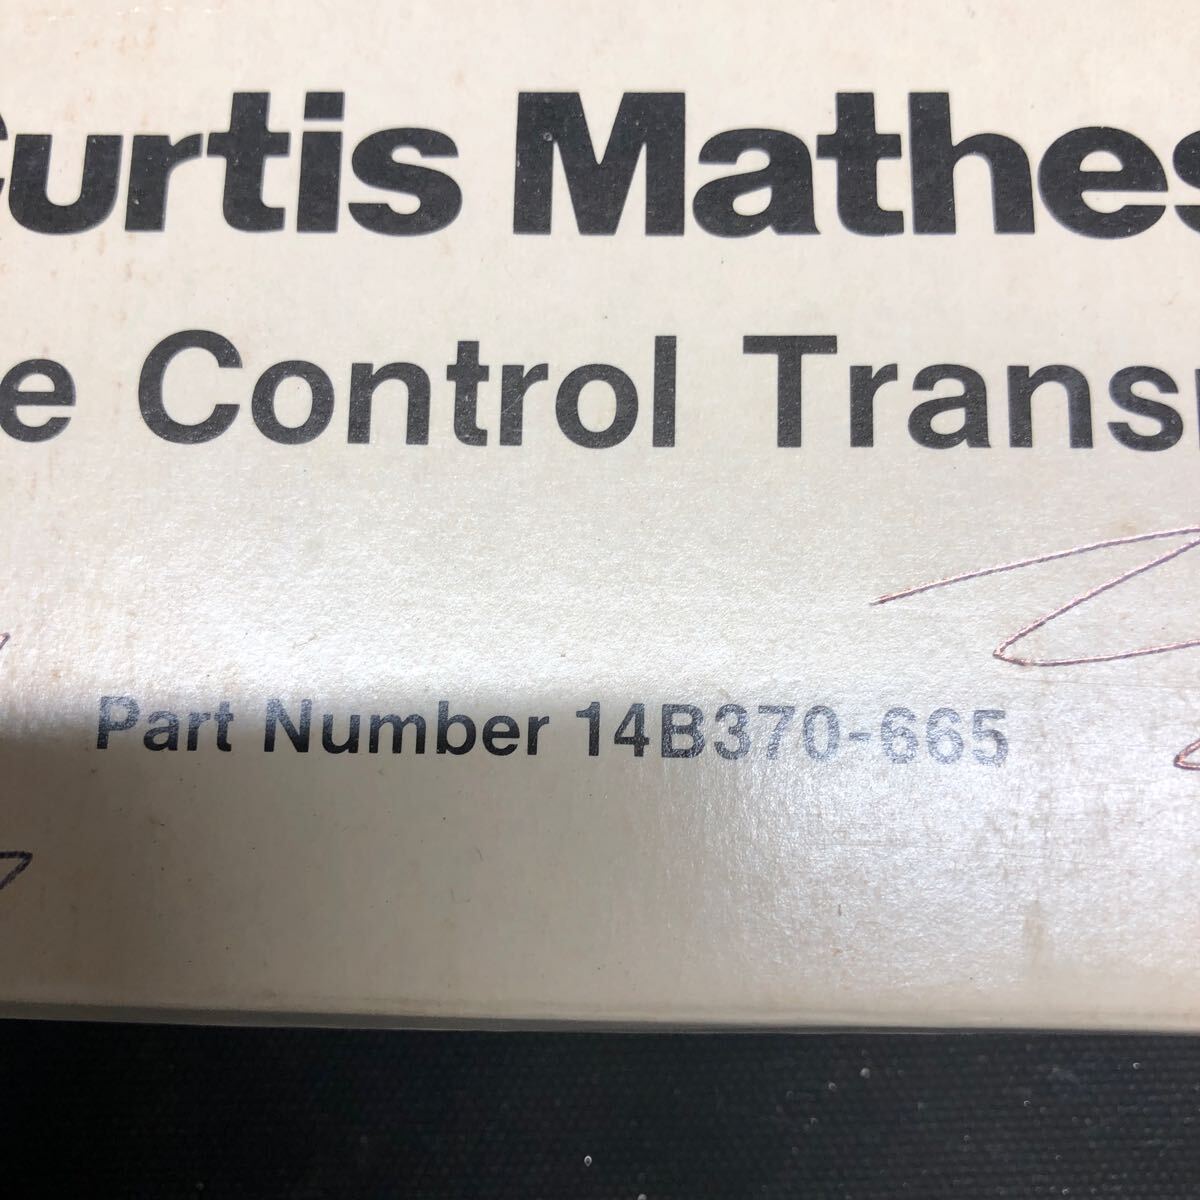 Curtis Mathes
e Control Trans
Part Number 14B370-665